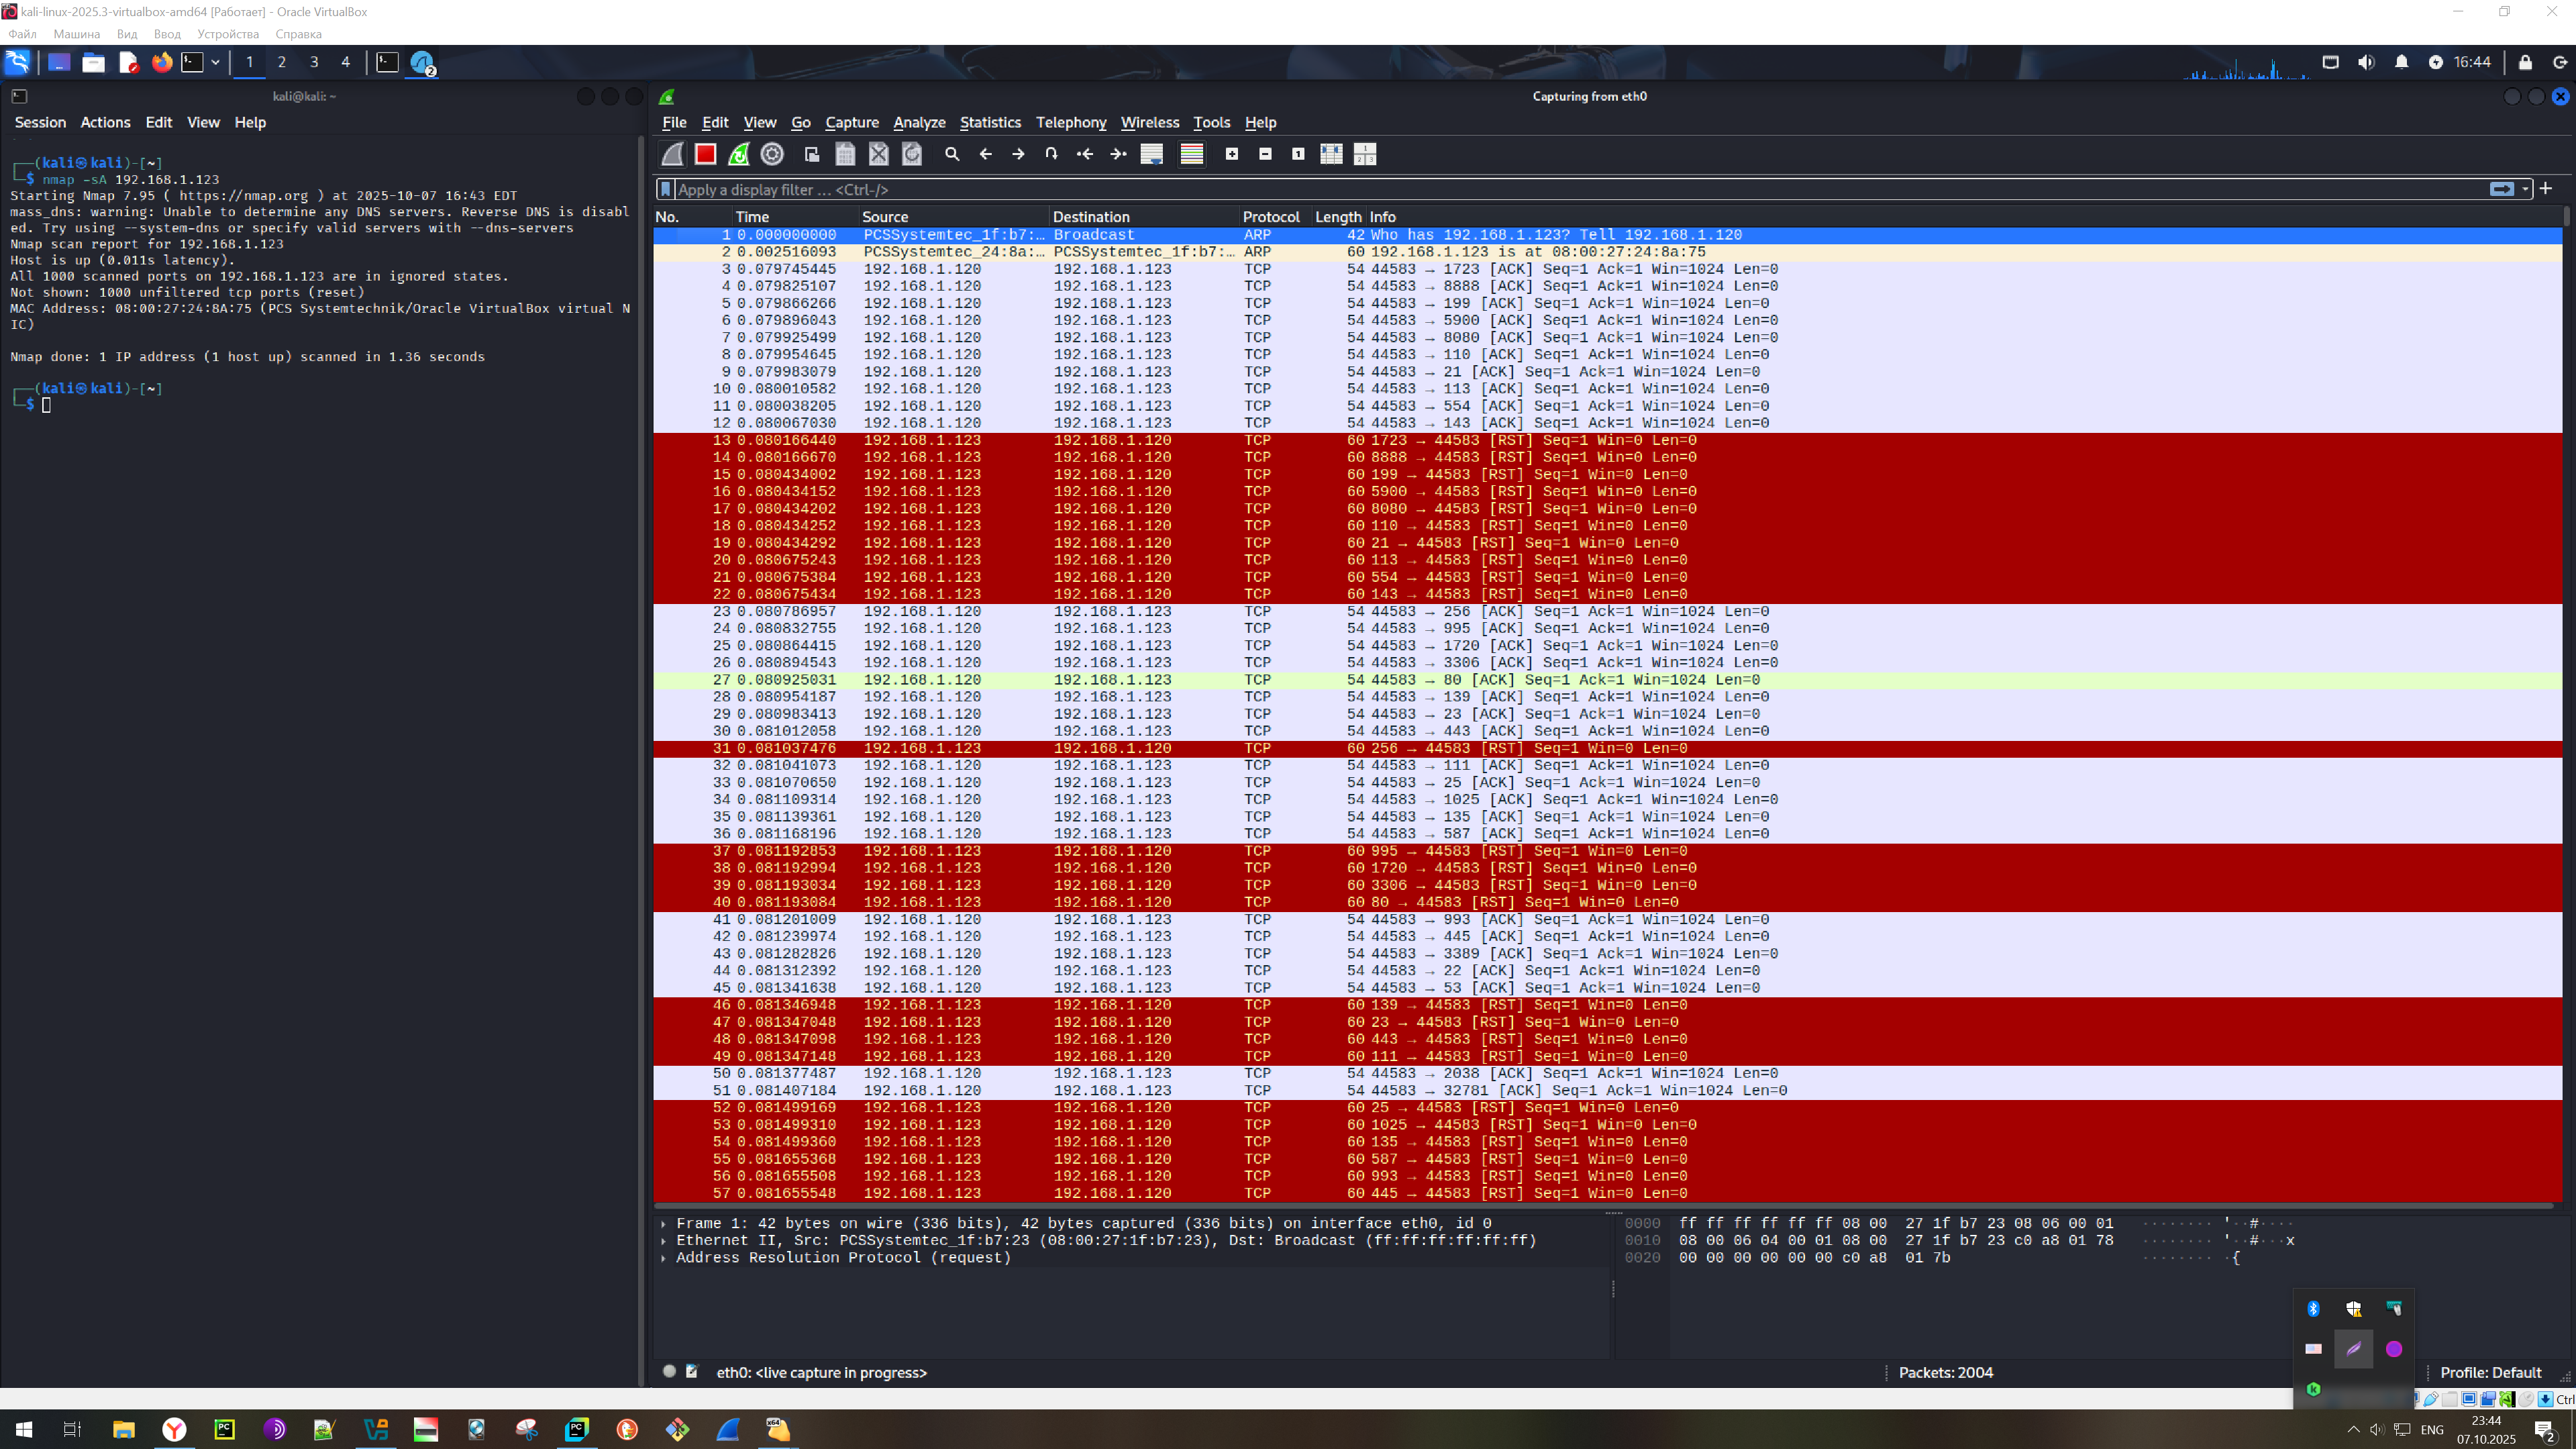 kali-linux-2025.3-virtualbox-amd64 [Работает] - Oracle VirtualBox
Файл Машина Вид Ввод Устройства Справка
1 2 3 4 2 16:44
kali@kali: ~
Session Actions Edit View Help
┌──(kali㉿kali)-[~]
└─$ nmap -sA 192.168.1.123
Starting Nmap 7.95 ( https://nmap.org ) at 2025-10-07 16:43 EDT
mass_dns: warning: Unable to determine any DNS servers. Reverse DNS is disabl
ed. Try using --system-dns or specify valid servers with --dns-servers
Nmap scan report for 192.168.1.123
Host is up (0.011s latency).
All 1000 scanned ports on 192.168.1.123 are in ignored states.
Not shown: 1000 unfiltered tcp ports (reset)
MAC Address: 08:00:27:24:8A:75 (PCS Systemtechnik/Oracle VirtualBox virtual N
IC)
Nmap done: 1 IP address (1 host up) scanned in 1.36 seconds
┌──(kali㉿kali)-[~]
└─$
Capturing from eth0
File Edit View Go Capture Analyze Statistics Telephony Wireless Tools Help
Apply a display filter … <Ctrl-/>
No. Time Source Destination Protocol Length Info
1 0.000000000 PCSSystemtec_1f:b7:… Broadcast ARP 42 Who has 192.168.1.123? Tell 192.168.1.120
2 0.002516093 PCSSystemtec_24:8a:… PCSSystemtec_1f:b7:… ARP 60 192.168.1.123 is at 08:00:27:24:8a:75
3 0.079745445 192.168.1.120 192.168.1.123 TCP 54 44583 → 1723 [ACK] Seq=1 Ack=1 Win=1024 Len=0
4 0.079825107 192.168.1.120 192.168.1.123 TCP 54 44583 → 8888 [ACK] Seq=1 Ack=1 Win=1024 Len=0
5 0.079866266 192.168.1.120 192.168.1.123 TCP 54 44583 → 199 [ACK] Seq=1 Ack=1 Win=1024 Len=0
6 0.079896043 192.168.1.120 192.168.1.123 TCP 54 44583 → 5900 [ACK] Seq=1 Ack=1 Win=1024 Len=0
7 0.079925499 192.168.1.120 192.168.1.123 TCP 54 44583 → 8080 [ACK] Seq=1 Ack=1 Win=1024 Len=0
8 0.079954645 192.168.1.120 192.168.1.123 TCP 54 44583 → 110 [ACK] Seq=1 Ack=1 Win=1024 Len=0
9 0.079983079 192.168.1.120 192.168.1.123 TCP 54 44583 → 21 [ACK] Seq=1 Ack=1 Win=1024 Len=0
10 0.080010582 192.168.1.120 192.168.1.123 TCP 54 44583 → 113 [ACK] Seq=1 Ack=1 Win=1024 Len=0
11 0.080038205 192.168.1.120 192.168.1.123 TCP 54 44583 → 554 [ACK] Seq=1 Ack=1 Win=1024 Len=0
12 0.080067030 192.168.1.120 192.168.1.123 TCP 54 44583 → 143 [ACK] Seq=1 Ack=1 Win=1024 Len=0
13 0.080166440 192.168.1.123 192.168.1.120 TCP 60 1723 → 44583 [RST] Seq=1 Win=0 Len=0
14 0.080166670 192.168.1.123 192.168.1.120 TCP 60 8888 → 44583 [RST] Seq=1 Win=0 Len=0
15 0.080434002 192.168.1.123 192.168.1.120 TCP 60 199 → 44583 [RST] Seq=1 Win=0 Len=0
16 0.080434152 192.168.1.123 192.168.1.120 TCP 60 5900 → 44583 [RST] Seq=1 Win=0 Len=0
17 0.080434202 192.168.1.123 192.168.1.120 TCP 60 8080 → 44583 [RST] Seq=1 Win=0 Len=0
18 0.080434252 192.168.1.123 192.168.1.120 TCP 60 110 → 44583 [RST] Seq=1 Win=0 Len=0
19 0.080434292 192.168.1.123 192.168.1.120 TCP 60 21 → 44583 [RST] Seq=1 Win=0 Len=0
20 0.080675243 192.168.1.123 192.168.1.120 TCP 60 113 → 44583 [RST] Seq=1 Win=0 Len=0
21 0.080675384 192.168.1.123 192.168.1.120 TCP 60 554 → 44583 [RST] Seq=1 Win=0 Len=0
22 0.080675434 192.168.1.123 192.168.1.120 TCP 60 143 → 44583 [RST] Seq=1 Win=0 Len=0
23 0.080786957 192.168.1.120 192.168.1.123 TCP 54 44583 → 256 [ACK] Seq=1 Ack=1 Win=1024 Len=0
24 0.080832755 192.168.1.120 192.168.1.123 TCP 54 44583 → 995 [ACK] Seq=1 Ack=1 Win=1024 Len=0
25 0.080864415 192.168.1.120 192.168.1.123 TCP 54 44583 → 1720 [ACK] Seq=1 Ack=1 Win=1024 Len=0
26 0.080894543 192.168.1.120 192.168.1.123 TCP 54 44583 → 3306 [ACK] Seq=1 Ack=1 Win=1024 Len=0
27 0.080925031 192.168.1.120 192.168.1.123 TCP 54 44583 → 80 [ACK] Seq=1 Ack=1 Win=1024 Len=0
28 0.080954187 192.168.1.120 192.168.1.123 TCP 54 44583 → 139 [ACK] Seq=1 Ack=1 Win=1024 Len=0
29 0.080983413 192.168.1.120 192.168.1.123 TCP 54 44583 → 23 [ACK] Seq=1 Ack=1 Win=1024 Len=0
30 0.081012058 192.168.1.120 192.168.1.123 TCP 54 44583 → 443 [ACK] Seq=1 Ack=1 Win=1024 Len=0
31 0.081037476 192.168.1.123 192.168.1.120 TCP 60 256 → 44583 [RST] Seq=1 Win=0 Len=0
32 0.081041073 192.168.1.120 192.168.1.123 TCP 54 44583 → 111 [ACK] Seq=1 Ack=1 Win=1024 Len=0
33 0.081070650 192.168.1.120 192.168.1.123 TCP 54 44583 → 25 [ACK] Seq=1 Ack=1 Win=1024 Len=0
34 0.081109314 192.168.1.120 192.168.1.123 TCP 54 44583 → 1025 [ACK] Seq=1 Ack=1 Win=1024 Len=0
35 0.081139361 192.168.1.120 192.168.1.123 TCP 54 44583 → 135 [ACK] Seq=1 Ack=1 Win=1024 Len=0
36 0.081168196 192.168.1.120 192.168.1.123 TCP 54 44583 → 587 [ACK] Seq=1 Ack=1 Win=1024 Len=0
37 0.081192853 192.168.1.123 192.168.1.120 TCP 60 995 → 44583 [RST] Seq=1 Win=0 Len=0
38 0.081192994 192.168.1.123 192.168.1.120 TCP 60 1720 → 44583 [RST] Seq=1 Win=0 Len=0
39 0.081193034 192.168.1.123 192.168.1.120 TCP 60 3306 → 44583 [RST] Seq=1 Win=0 Len=0
40 0.081193084 192.168.1.123 192.168.1.120 TCP 60 80 → 44583 [RST] Seq=1 Win=0 Len=0
41 0.081201009 192.168.1.120 192.168.1.123 TCP 54 44583 → 993 [ACK] Seq=1 Ack=1 Win=1024 Len=0
42 0.081239974 192.168.1.120 192.168.1.123 TCP 54 44583 → 445 [ACK] Seq=1 Ack=1 Win=1024 Len=0
43 0.081282826 192.168.1.120 192.168.1.123 TCP 54 44583 → 3389 [ACK] Seq=1 Ack=1 Win=1024 Len=0
44 0.081312392 192.168.1.120 192.168.1.123 TCP 54 44583 → 22 [ACK] Seq=1 Ack=1 Win=1024 Len=0
45 0.081341638 192.168.1.120 192.168.1.123 TCP 54 44583 → 53 [ACK] Seq=1 Ack=1 Win=1024 Len=0
46 0.081346948 192.168.1.123 192.168.1.120 TCP 60 139 → 44583 [RST] Seq=1 Win=0 Len=0
47 0.081347048 192.168.1.123 192.168.1.120 TCP 60 23 → 44583 [RST] Seq=1 Win=0 Len=0
48 0.081347098 192.168.1.123 192.168.1.120 TCP 60 443 → 44583 [RST] Seq=1 Win=0 Len=0
49 0.081347148 192.168.1.123 192.168.1.120 TCP 60 111 → 44583 [RST] Seq=1 Win=0 Len=0
50 0.081377487 192.168.1.120 192.168.1.123 TCP 54 44583 → 2038 [ACK] Seq=1 Ack=1 Win=1024 Len=0
51 0.081407184 192.168.1.120 192.168.1.123 TCP 54 44583 → 32781 [ACK] Seq=1 Ack=1 Win=1024 Len=0
52 0.081499169 192.168.1.123 192.168.1.120 TCP 60 25 → 44583 [RST] Seq=1 Win=0 Len=0
53 0.081499310 192.168.1.123 192.168.1.120 TCP 60 1025 → 44583 [RST] Seq=1 Win=0 Len=0
54 0.081499360 192.168.1.123 192.168.1.120 TCP 60 135 → 44583 [RST] Seq=1 Win=0 Len=0
55 0.081655368 192.168.1.123 192.168.1.120 TCP 60 587 → 44583 [RST] Seq=1 Win=0 Len=0
56 0.081655508 192.168.1.123 192.168.1.120 TCP 60 993 → 44583 [RST] Seq=1 Win=0 Len=0
57 0.081655548 192.168.1.123 192.168.1.120 TCP 60 445 → 44583 [RST] Seq=1 Win=0 Len=0
Frame 1: 42 bytes on wire (336 bits), 42 bytes captured (336 bits) on interface eth0, id 0
Ethernet II, Src: PCSSystemtec_1f:b7:23 (08:00:27:1f:b7:23), Dst: Broadcast (ff:ff:ff:ff:ff:ff)
Address Resolution Protocol (request)
0000 ff ff ff ff ff ff 08 00 27 1f b7 23 08 06 00 01 ········ '··#····
0010 08 00 06 04 00 01 08 00 27 1f b7 23 c0 a8 01 78 ········ '··#···x
0020 00 00 00 00 00 00 c0 a8 01 7b ········ ·{
eth0: <live capture in progress> Packets: 2004 Profile: Default
Ctrl
ENG
23:44
07.10.2025
2